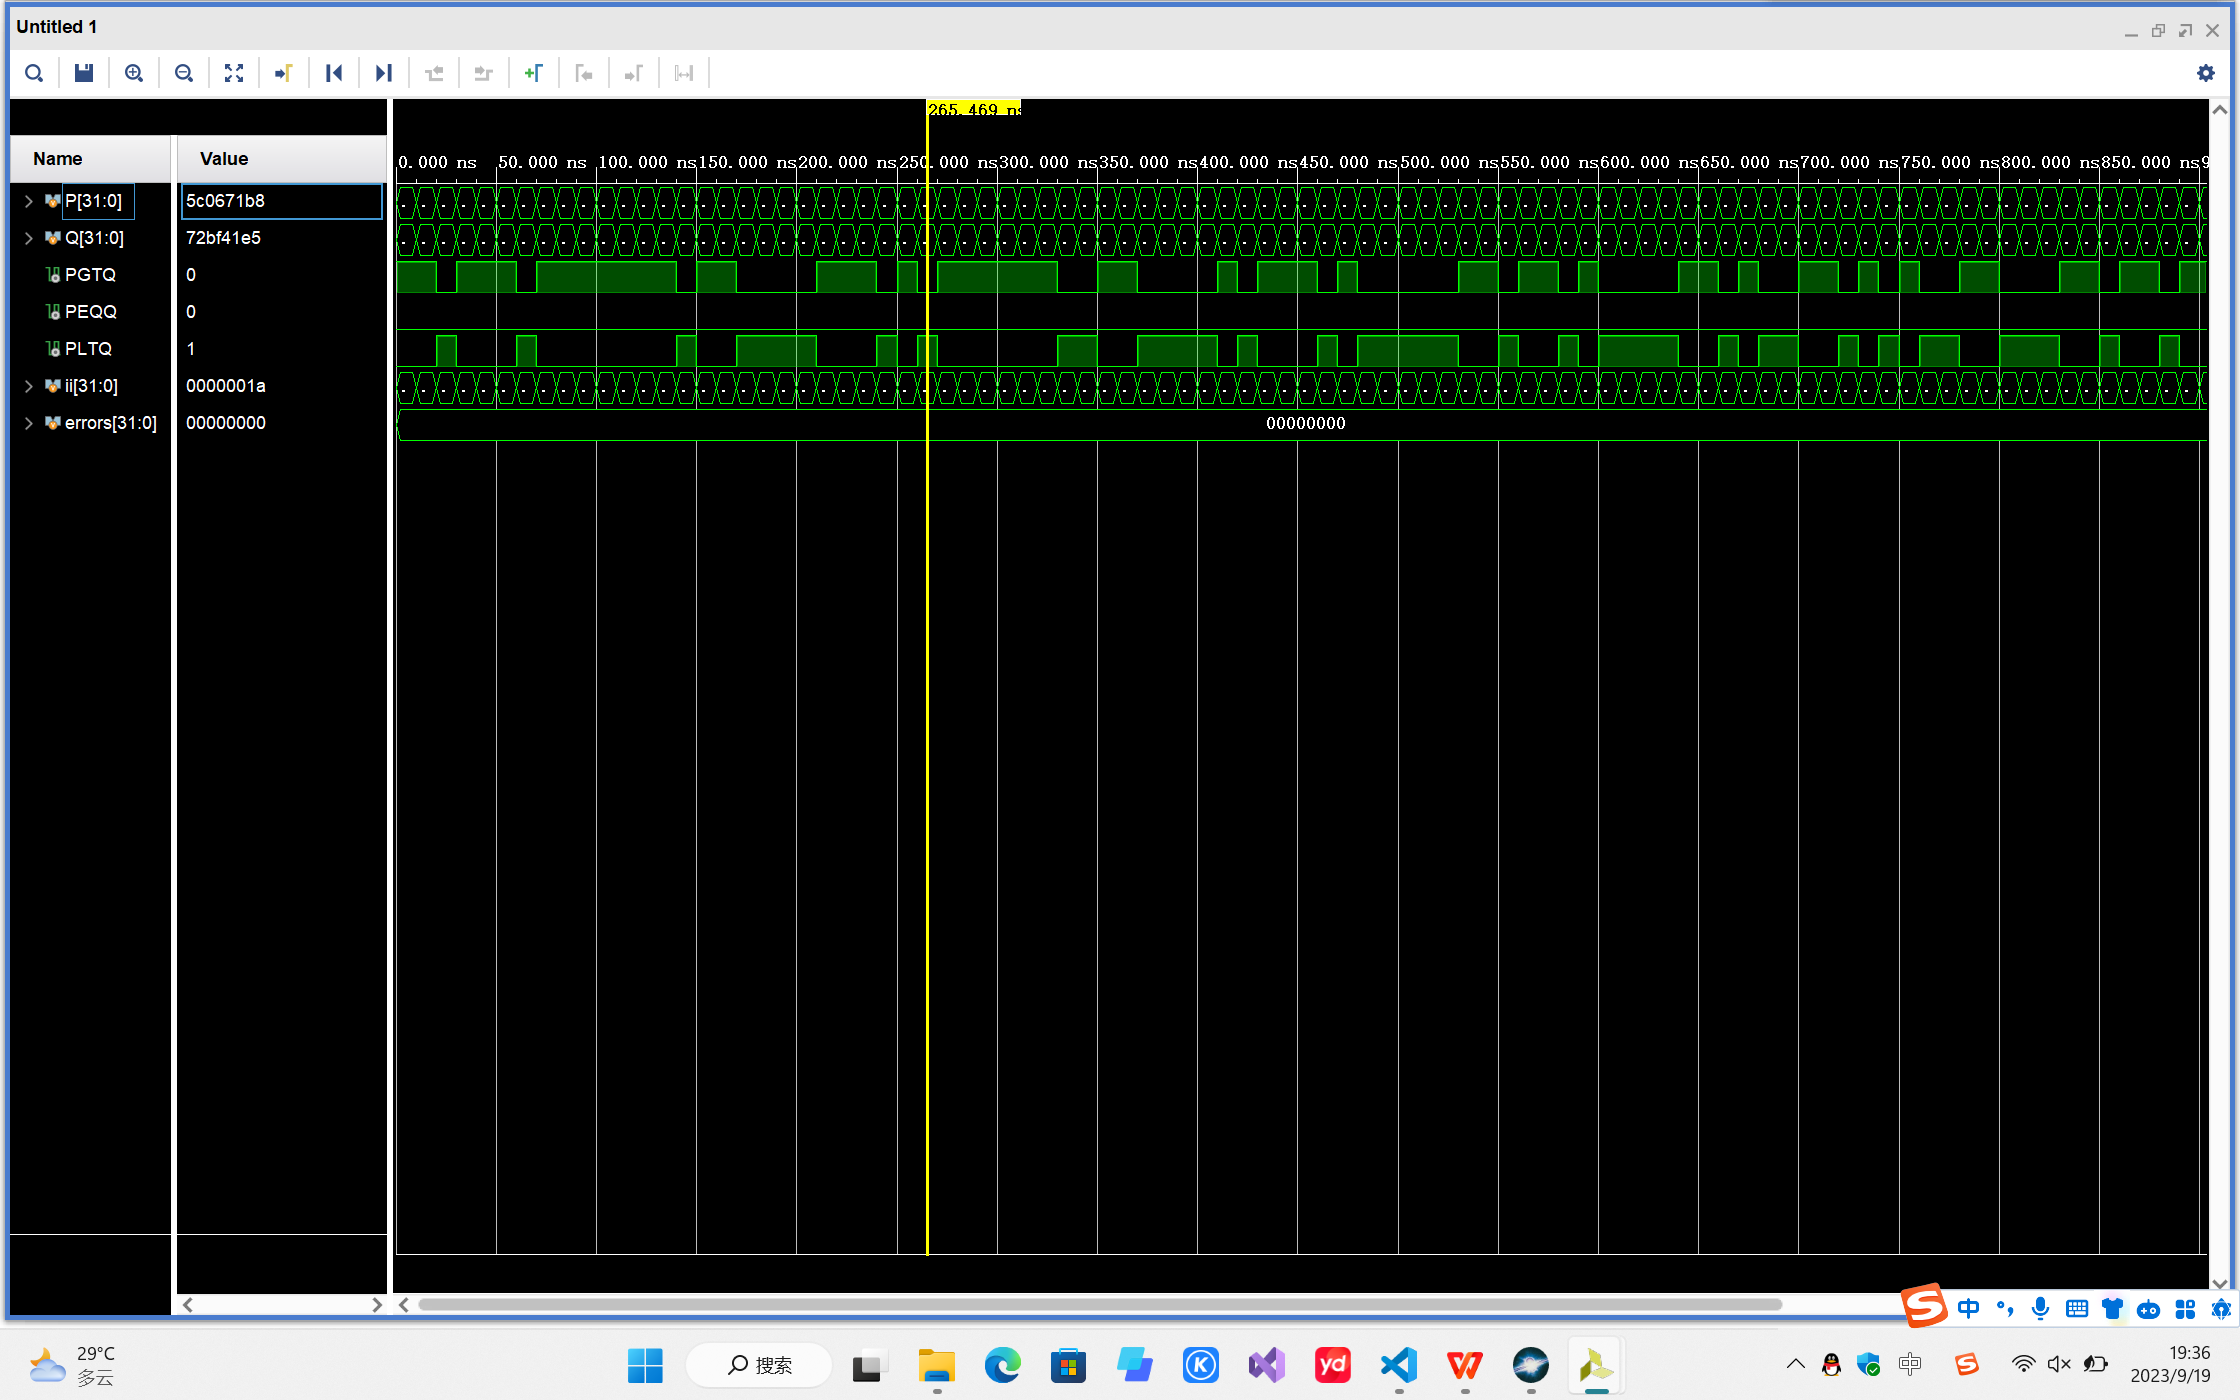 Untitled 1
265.469 ns
Name
Value
0.000 ns 50.000 ns 100.000 ns 150.000 ns 200.000 ns 250.000 ns 300.000 ns 350.000 ns 400.000 ns 450.000 ns 500.000 ns 550.000 ns 600.000 ns 650.000 ns 700.000 ns 750.000 ns 800.000 ns 850.000 ns 9
P[31:0] 5c0671b8
Q[31:0] 72bf41e5
PGTQ 0
PEQQ 0
PLTQ 1
ii[31:0] 0000001a
errors[31:0] 00000000 00000000
S 中
29°C
多云
搜索
K
yd
W
中
S
19:36
2023/9/19